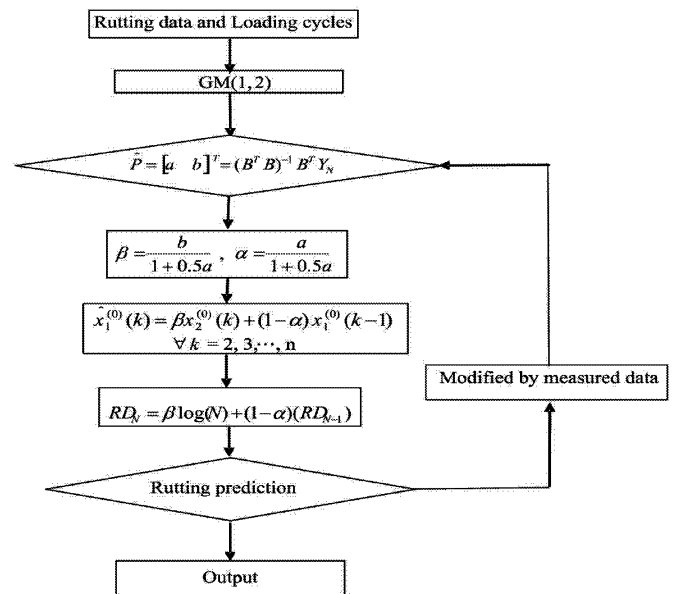 Rutting data and Loading cycles
GM(1, 2)
P̂ = [a b]^T = (B^T B)^{-1} B^T Y_N
β = b / (1 + 0.5a) , α = a / (1 + 0.5a)
x̂_1^{(0)}(k) = βx_2^{(0)}(k) + (1−α) x_1^{(0)}(k−1)
∀ k = 2, 3,⋯, n
Modified by measured data
RD_N = β log(N) + (1−α)(RD_{N−1})
Rutting prediction
Output